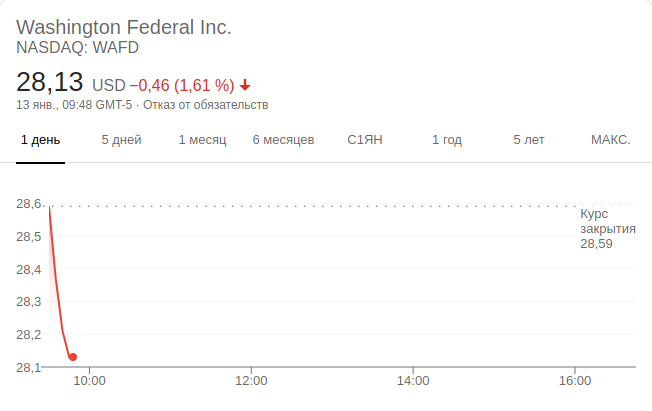 Washington Federal Inc.
NASDAQ: WAFD
28,13 USD −0,46 (1,61 %)
13 янв., 09:48 GMT-5 · Отказ от обязательств
1 день 5 дней 1 месяц 6 месяцев С1ЯН 1 год 5 лет МАКС.
28,6
Курс
закрытия
28,59
28,5
28,4
28,3
28,2
28,1
10:00 12:00 14:00 16:00